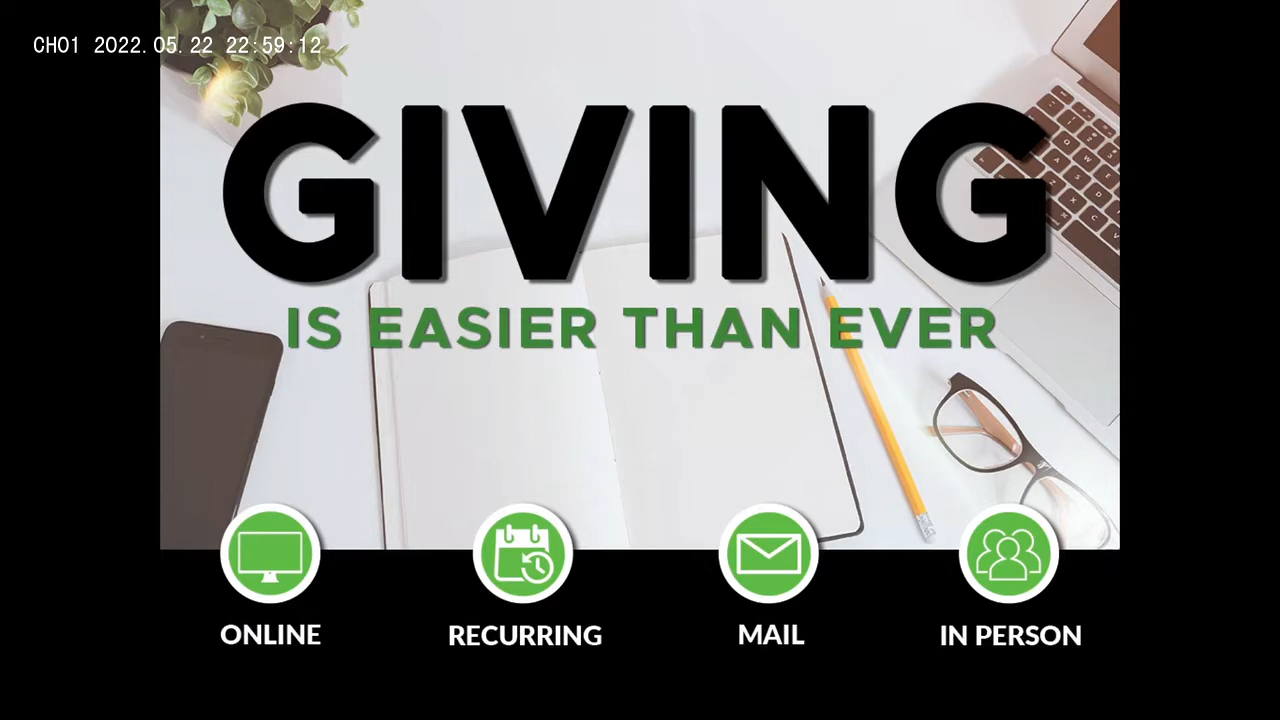 CH01 2022.05.22 22:59:12
GIVING
IS EASIER THAN EVER
ONLINE
RECURRING
MAIL
IN PERSON